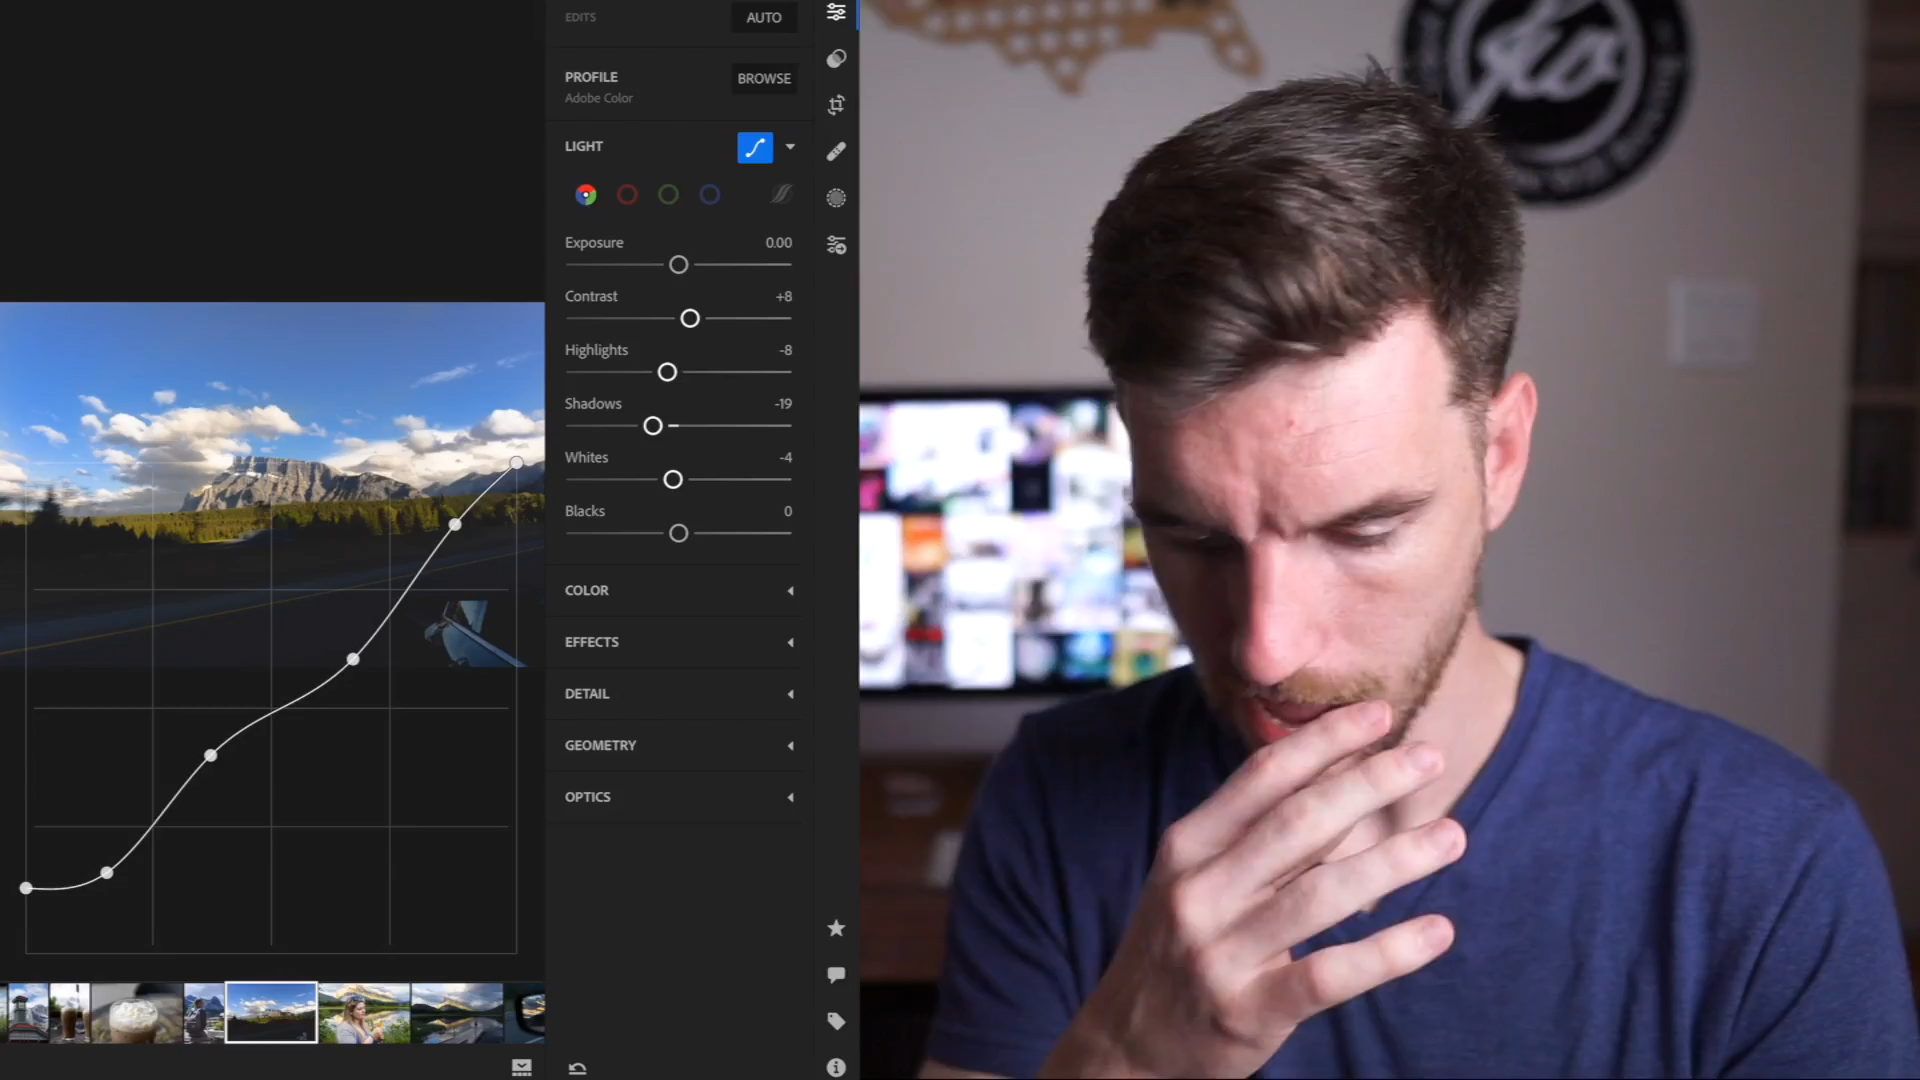 EDITS
AUTO
PROFILE
BROWSE
Adobe Color
LIGHT
Exposure 0.00
Contrast +8
Highlights -8
Shadows -19
Whites -4
Blacks 0
COLOR
EFFECTS
DETAIL
GEOMETRY
OPTICS